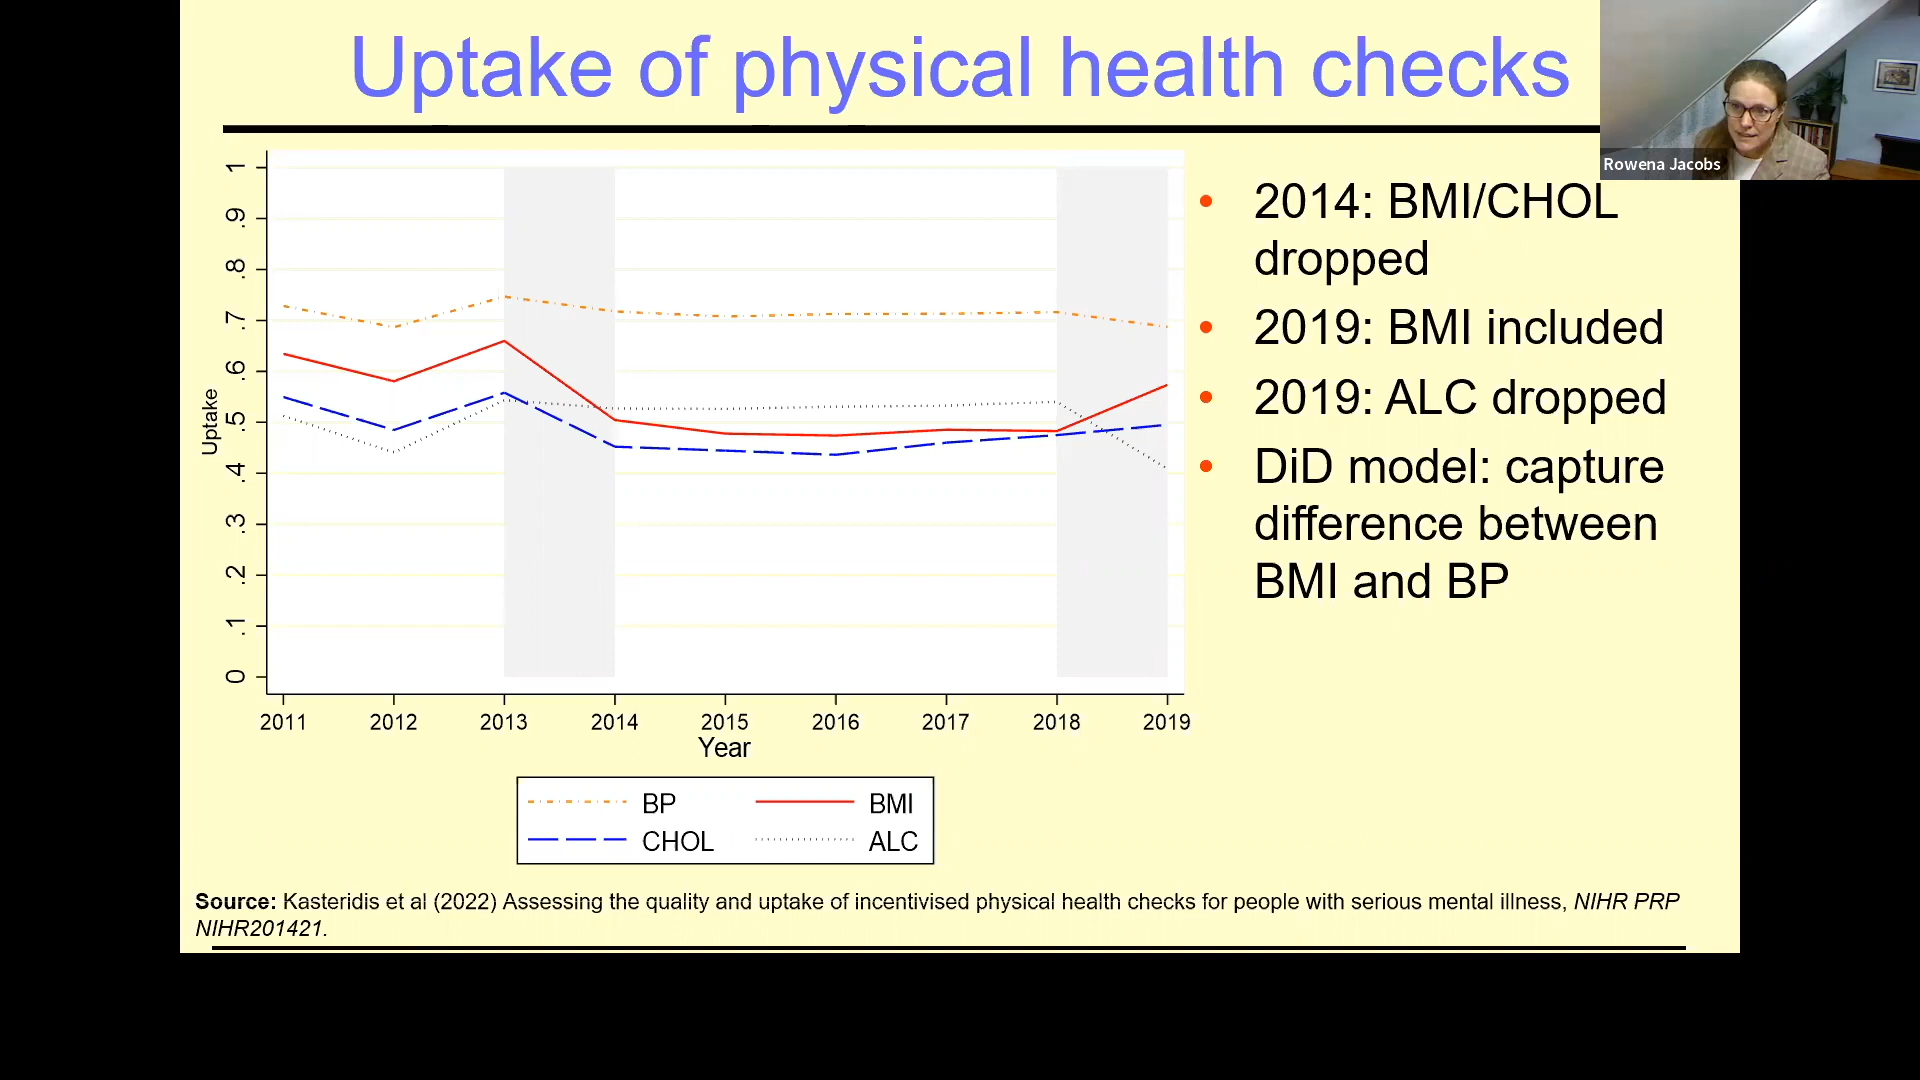 Uptake of physical health checks
Rowena Jacobs
1
.9
.8
.7
.6
.5
.4
.3
.2
.1
0
Uptake
2011 2012 2013 2014 2015 2016 2017 2018 2019
Year
BP BMI
CHOL ALC
• 2014: BMI/CHOL
dropped
• 2019: BMI included
• 2019: ALC dropped
• DiD model: capture
difference between
BMI and BP
Source: Kasteridis et al (2022) Assessing the quality and uptake of incentivised physical health checks for people with serious mental illness, NIHR PRP
NIHR201421.